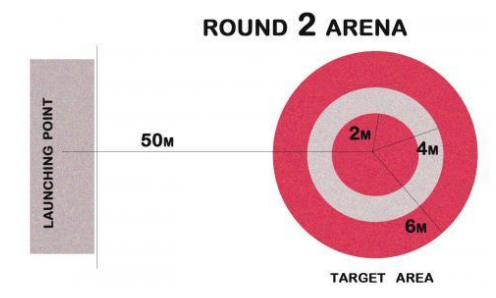 ROUND 2 ARENA
LAUNCHING POINT
50M
2M
4M
6M
TARGET AREA